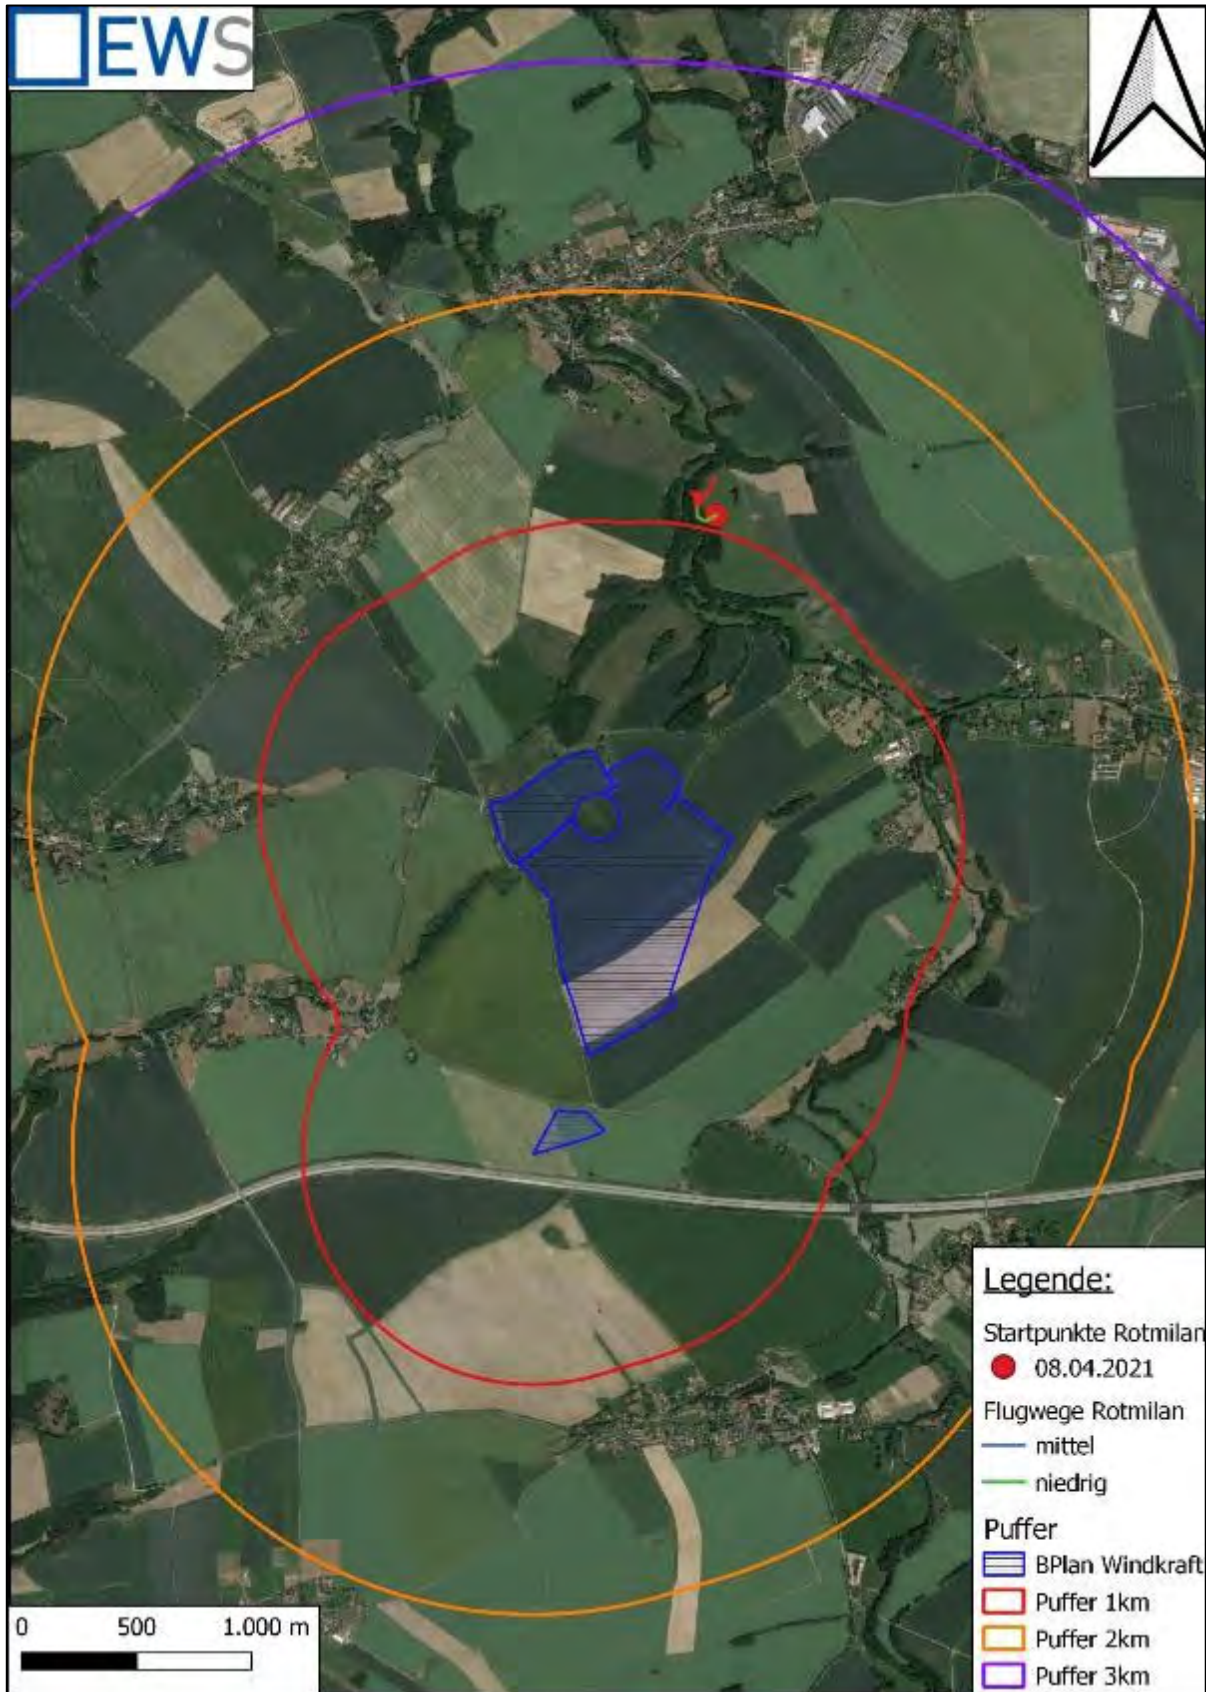 EWS
1
Legende:
Startpunkte Rotmilan
08.04.2021
Flugwege Rotmilan
mittel
niedrig
Puffer
BPlan Windkraft
Puffer 1km
Puffer 2km
Puffer 3km
0 500 1.000 m